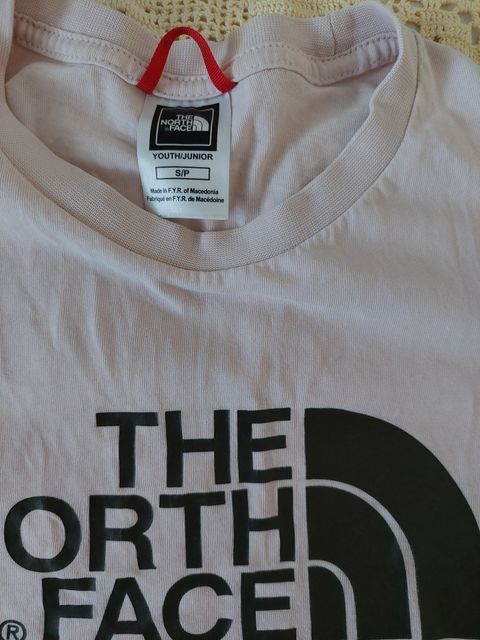 THE
NORTH
FACE
YOUTH/JUNIOR
S/P
Made in F.Y.R. of Macedonia
Fabriqué en F.Y.R. de Macédoine
THE
ORTH
® FACE